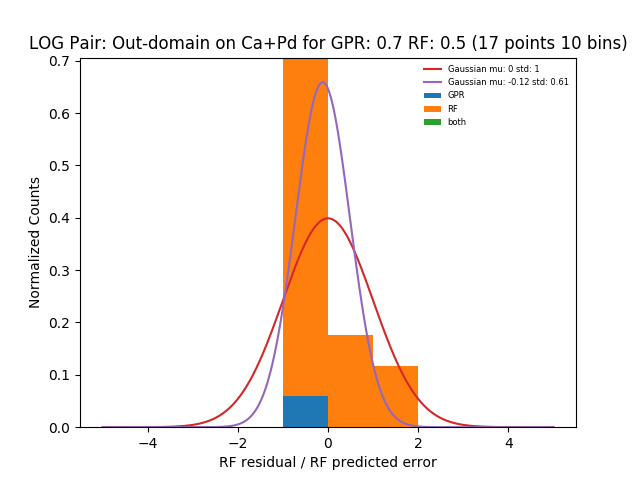 LOG Pair: Out-domain on Ca+Pd for GPR: 0.7 RF: 0.5 (17 points 10 bins)
Gaussian mu: 0 std: 1
Gaussian mu: -0.12 std: 0.61
GPR
RF
both
Normalized Counts
0.7
0.6
0.5
0.4
0.3
0.2
0.1
0.0
−4 −2 0 2 4
RF residual / RF predicted error